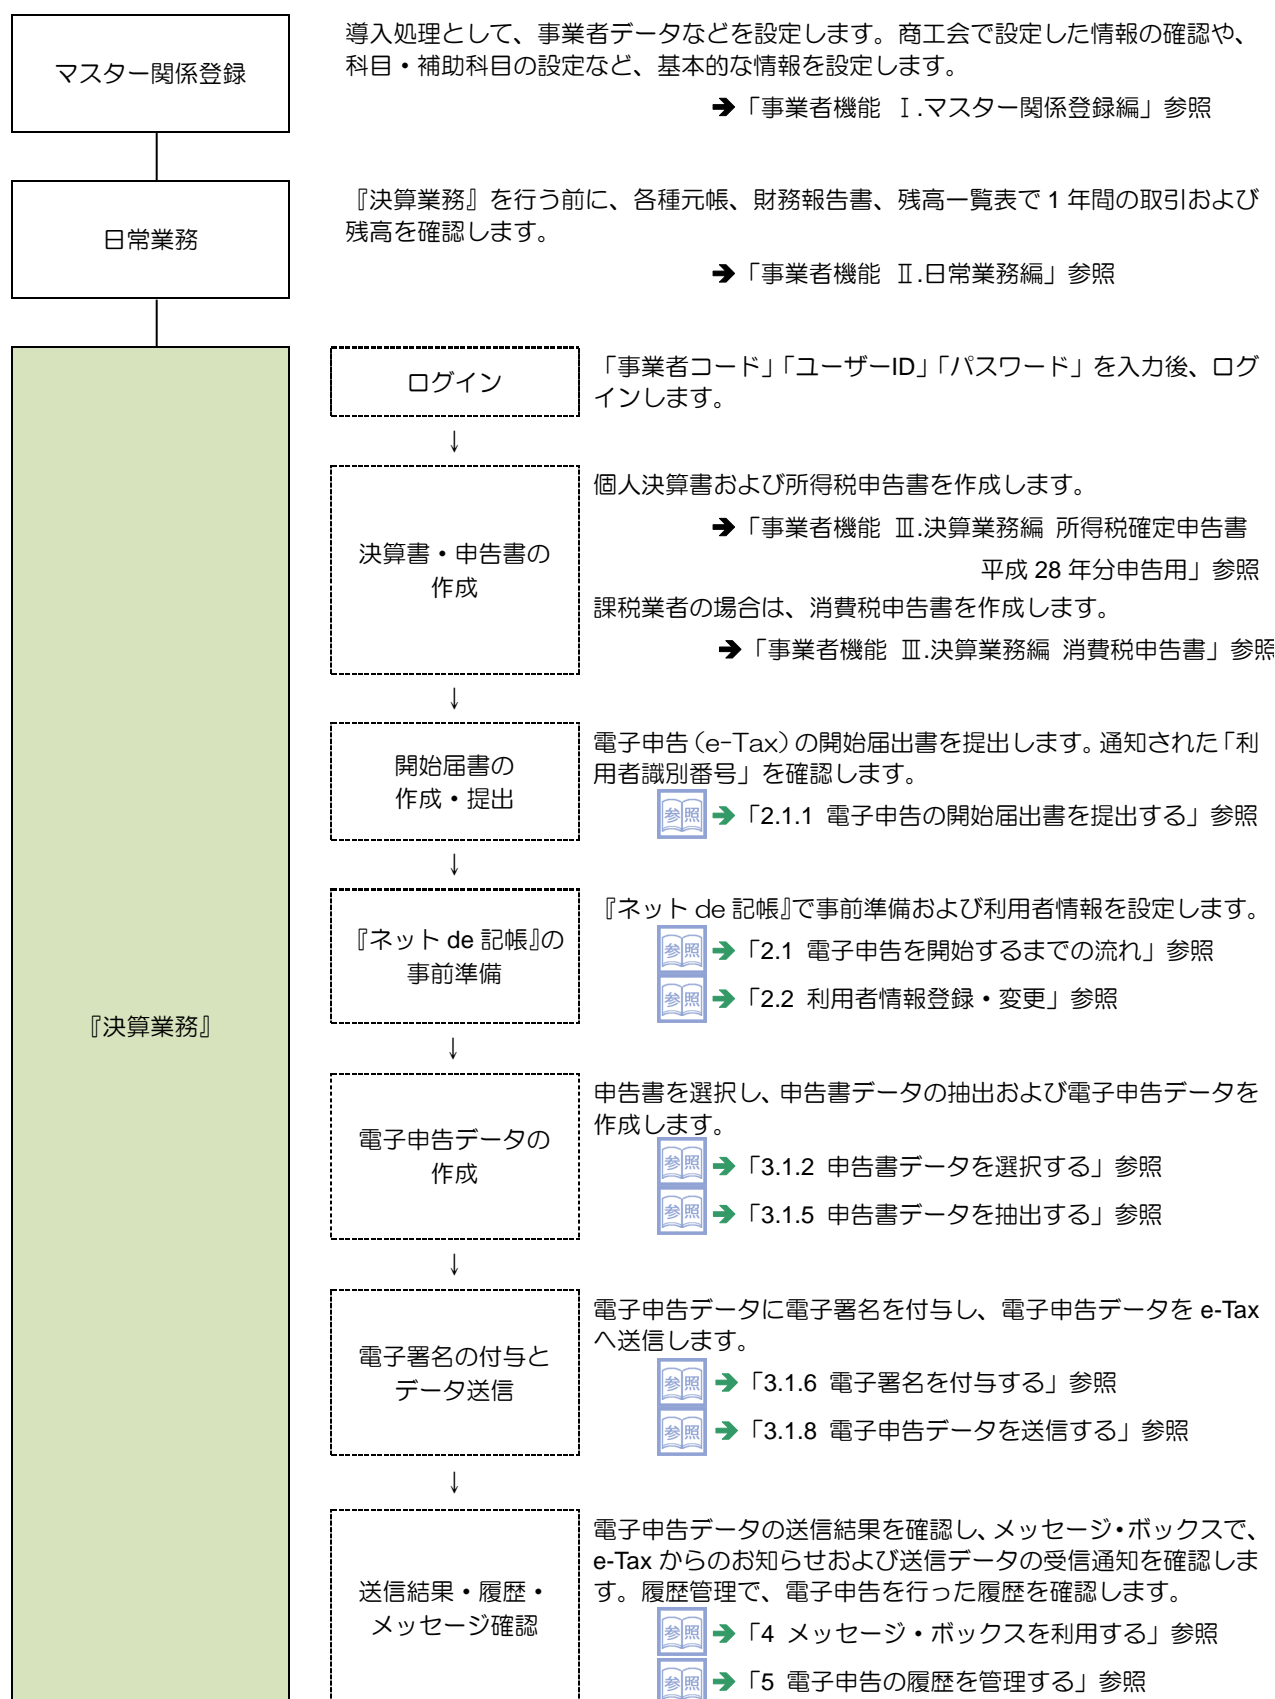 マスター関係登録
導入処理として、事業者データなどを設定します。商工会で設定した情報の確認や、
科目・補助科目の設定など、基本的な情報を設定します。
➔「事業者機能 Ⅰ.マスター関係登録編」参照
日常業務
『決算業務』を行う前に、各種元帳、財務報告書、残高一覧表で 1 年間の取引および
残高を確認します。
➔「事業者機能 Ⅱ.日常業務編」参照
『決算業務』
ログイン
「事業者コード」「ユーザーID」「パスワード」を入力後、ログ
インします。
↓
決算書・申告書の
作成
個人決算書および所得税申告書を作成します。
➔「事業者機能 Ⅲ.決算業務編 所得税確定申告書
平成 28 年分申告用」参照
課税業者の場合は、消費税申告書を作成します。
➔「事業者機能 Ⅲ.決算業務編 消費税申告書」参照
↓
開始届書の
作成・提出
電子申告（e-Tax）の開始届出書を提出します。通知された「利
用者識別番号」を確認します。
参照 ➔「2.1.1 電子申告の開始届出書を提出する」参照
↓
『ネット de 記帳』の
事前準備
『ネット de 記帳』で事前準備および利用者情報を設定します。
参照 ➔「2.1 電子申告を開始するまでの流れ」参照
参照 ➔「2.2 利用者情報登録・変更」参照
↓
電子申告データの
作成
申告書を選択し、申告書データの抽出および電子申告データを
作成します。
参照 ➔「3.1.2 申告書データを選択する」参照
参照 ➔「3.1.5 申告書データを抽出する」参照
↓
電子署名の付与と
データ送信
電子申告データに電子署名を付与し、電子申告データを e-Tax
へ送信します。
参照 ➔「3.1.6 電子署名を付与する」参照
参照 ➔「3.1.8 電子申告データを送信する」参照
↓
送信結果・履歴・
メッセージ確認
電子申告データの送信結果を確認し、メッセージ・ボックスで、
e-Tax からのお知らせおよび送信データの受信通知を確認しま
す。履歴管理で、電子申告を行った履歴を確認します。
参照 ➔「4 メッセージ・ボックスを利用する」参照
参照 ➔「5 電子申告の履歴を管理する」参照